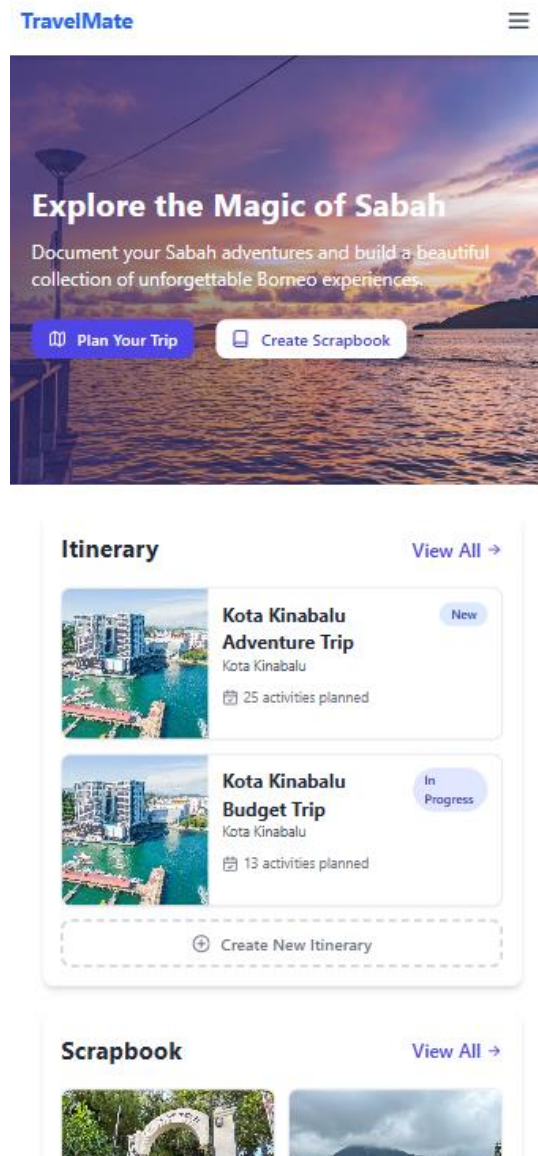 TravelMate
Explore the Magic of Sabah
Document your Sabah adventures and build a beautiful
collection of unforgettable Borneo experiences.
Plan Your Trip
Create Scrapbook
Itinerary
View All →
Kota Kinabalu
Adventure Trip
New
Kota Kinabalu
25 activities planned
Kota Kinabalu
Budget Trip
In
Progress
Kota Kinabalu
13 activities planned
Create New Itinerary
Scrapbook
View All →